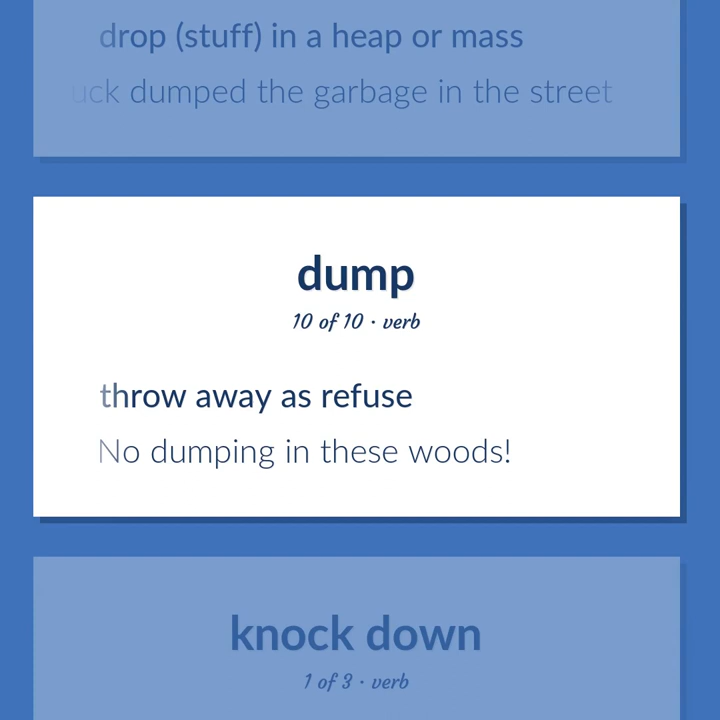 drop (stuff) in a heap or mass
uck dumped the garbage in the street
dump
10 of 10 · verb
throw away as refuse
No dumping in these woods!
knock down
1 of 3 · verb